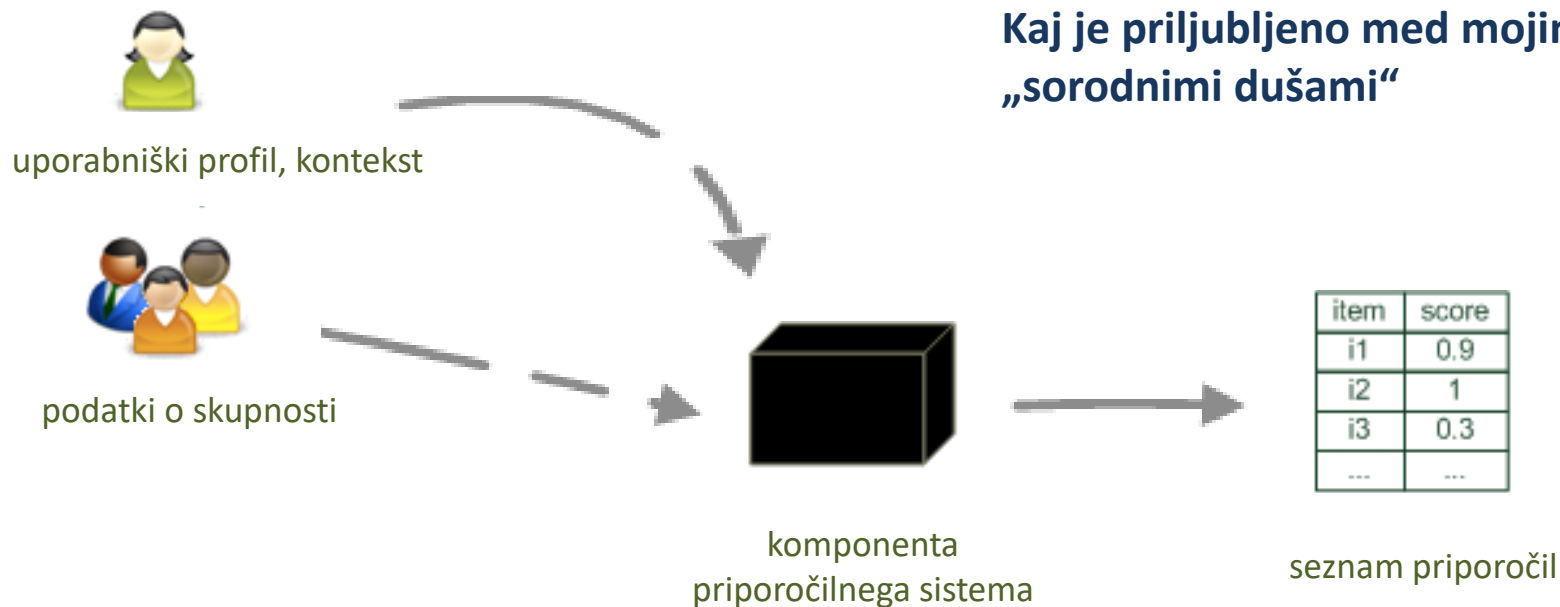 Kaj je priljubljeno med
„sorodnimi dušami“
uporabniški profil, kontekst
podatki o skupnosti
item score
i1 0.9
i2 1
i3 0.3
... ...
komponenta
priporočilnega sistema
seznam priporočil